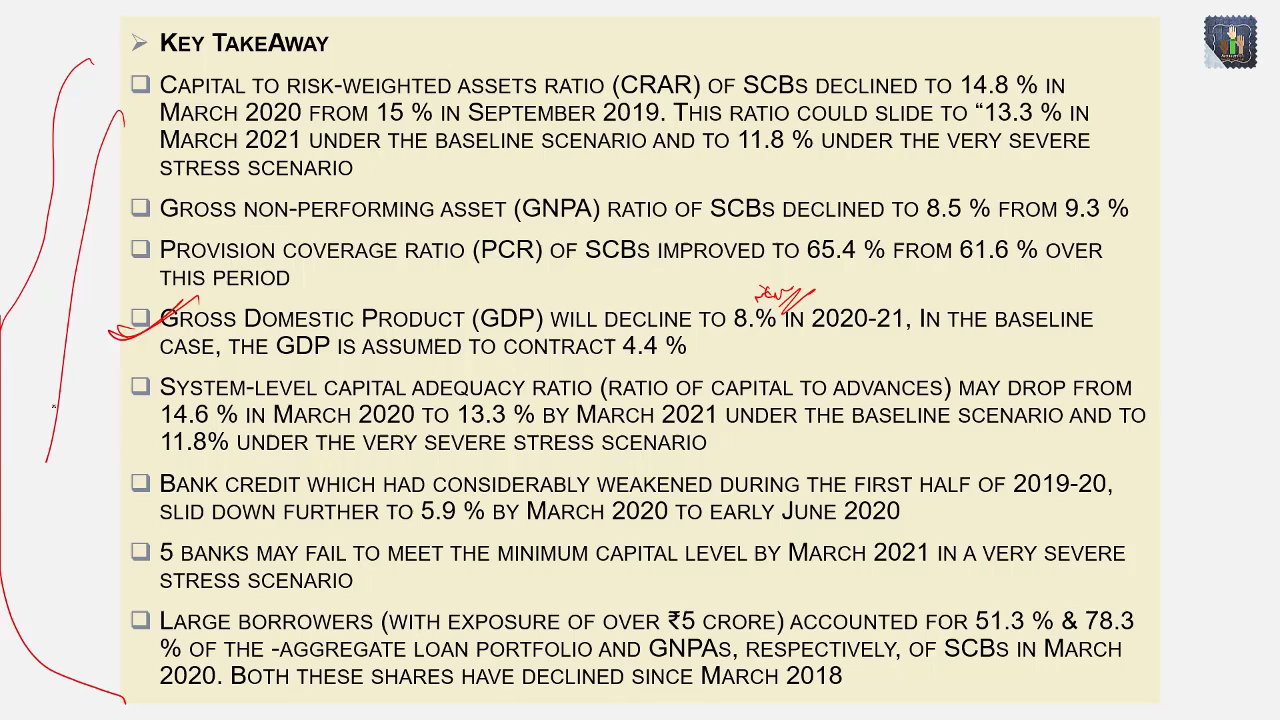 KEY TAKEAWAY
CAPITAL TO RISK-WEIGHTED ASSETS RATIO (CRAR) OF SCBS DECLINED TO 14.8 % IN
MARCH 2020 FROM 15 % IN SEPTEMBER 2019. THIS RATIO COULD SLIDE TO “13.3 % IN
MARCH 2021 UNDER THE BASELINE SCENARIO AND TO 11.8 % UNDER THE VERY SEVERE
STRESS SCENARIO
GROSS NON-PERFORMING ASSET (GNPA) RATIO OF SCBS DECLINED TO 8.5 % FROM 9.3 %
PROVISION COVERAGE RATIO (PCR) OF SCBS IMPROVED TO 65.4 % FROM 61.6 % OVER
THIS PERIOD
GROSS DOMESTIC PRODUCT (GDP) WILL DECLINE TO 8.% IN 2020-21, IN THE BASELINE
CASE, THE GDP IS ASSUMED TO CONTRACT 4.4 %
SYSTEM-LEVEL CAPITAL ADEQUACY RATIO (RATIO OF CAPITAL TO ADVANCES) MAY DROP FROM
14.6 % IN MARCH 2020 TO 13.3 % BY MARCH 2021 UNDER THE BASELINE SCENARIO AND TO
11.8% UNDER THE VERY SEVERE STRESS SCENARIO
BANK CREDIT WHICH HAD CONSIDERABLY WEAKENED DURING THE FIRST HALF OF 2019-20,
SLID DOWN FURTHER TO 5.9 % BY MARCH 2020 TO EARLY JUNE 2020
5 BANKS MAY FAIL TO MEET THE MINIMUM CAPITAL LEVEL BY MARCH 2021 IN A VERY SEVERE
STRESS SCENARIO
LARGE BORROWERS (WITH EXPOSURE OF OVER ₹5 CRORE) ACCOUNTED FOR 51.3 % & 78.3
% OF THE -AGGREGATE LOAN PORTFOLIO AND GNPAS, RESPECTIVELY, OF SCBS IN MARCH
2020. BOTH THESE SHARES HAVE DECLINED SINCE MARCH 2018